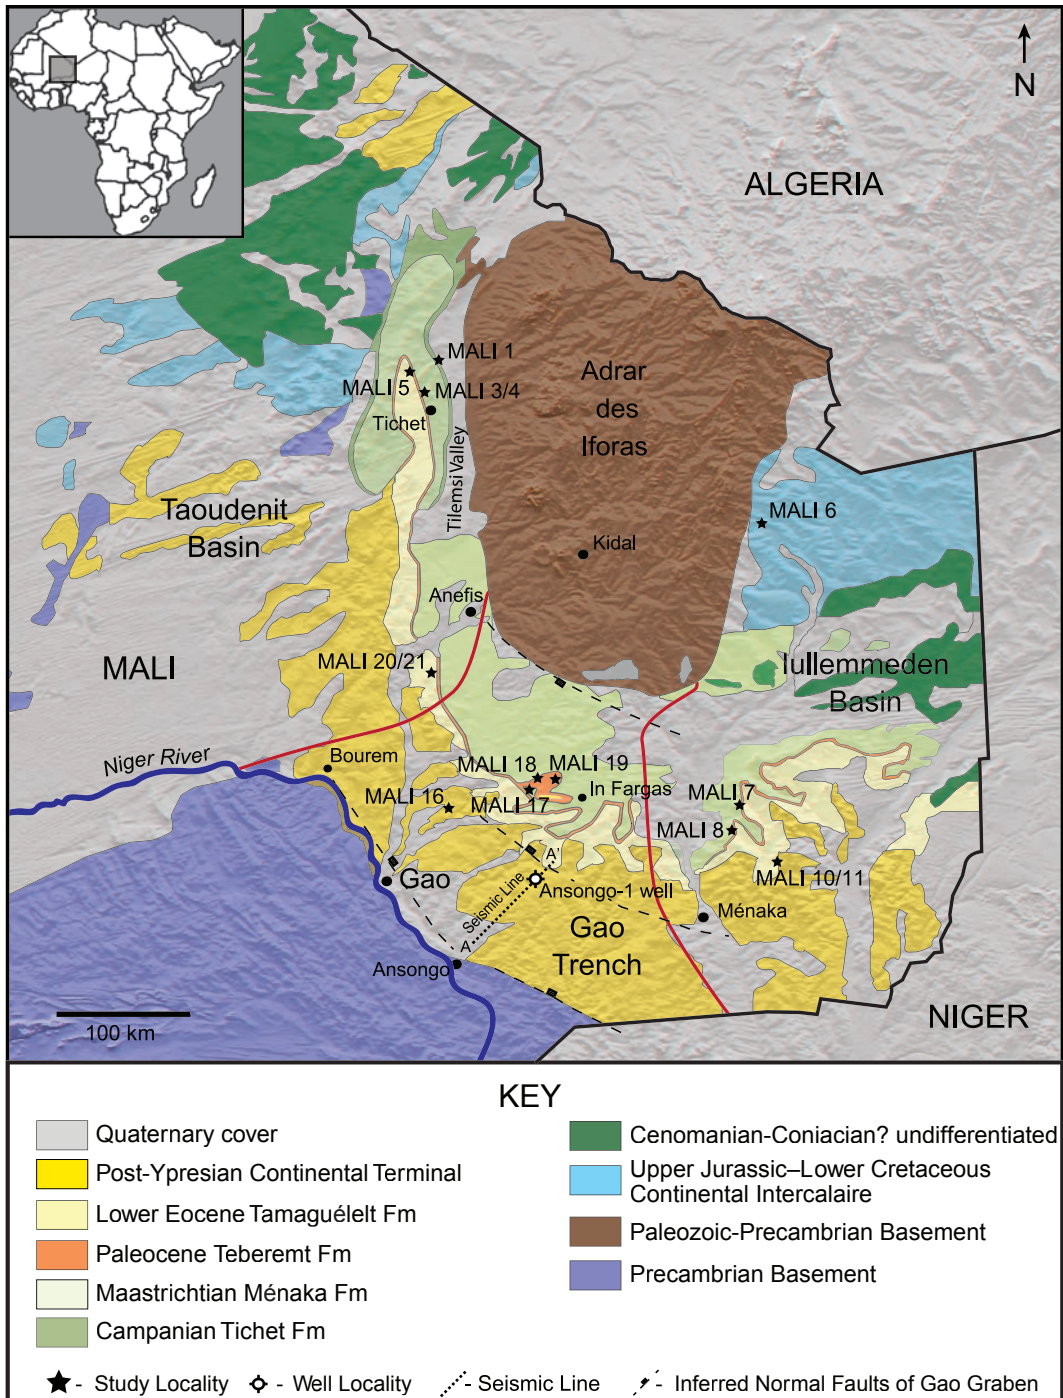 N
ALGERIA
MALI 1
MALI 5
MALI 3/4
Tichet
Adrar
des
Iforas
Tilemsi Valley
Taoudenit
Basin
MALI 6
Kidal
Anefis
MALI
MALI 20/21
Iullemmeden
Basin
Niger River
Bourem
MALI 18
MALI 19
MALI 16
MALI 17
In Fargas
MALI 7
MALI 8
MALI 10/11
A'
Gao
Seismic Line
Ansongo-1 well
Ménaka
A
Ansongo
Gao
Trench
100 km
NIGER
KEY
Quaternary cover
Post-Ypresian Continental Terminal
Lower Eocene Tamaguélelt Fm
Paleocene Teberemt Fm
Maastrichtian Ménaka Fm
Campanian Tichet Fm
Cenomanian-Coniacian? undifferentiated
Upper Jurassic–Lower Cretaceous
Continental Intercalaire
Paleozoic-Precambrian Basement
Precambrian Basement
- Study Locality
- Well Locality
- Seismic Line
- Inferred Normal Faults of Gao Graben